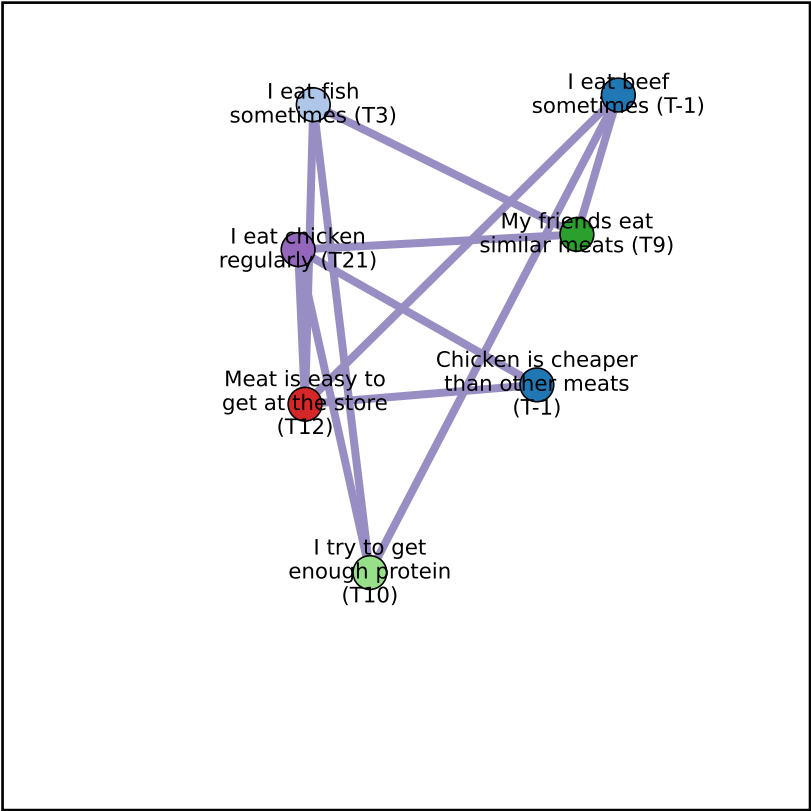 I eat fish
sometimes (T3)
I eat beef
sometimes (T-1)
My friends eat
similar meats (T9)
I eat chicken
regularly (T21)
Chicken is cheaper
than other meats
(T-1)
Meat is easy to
get at the store
(T12)
I try to get
enough protein
(T10)